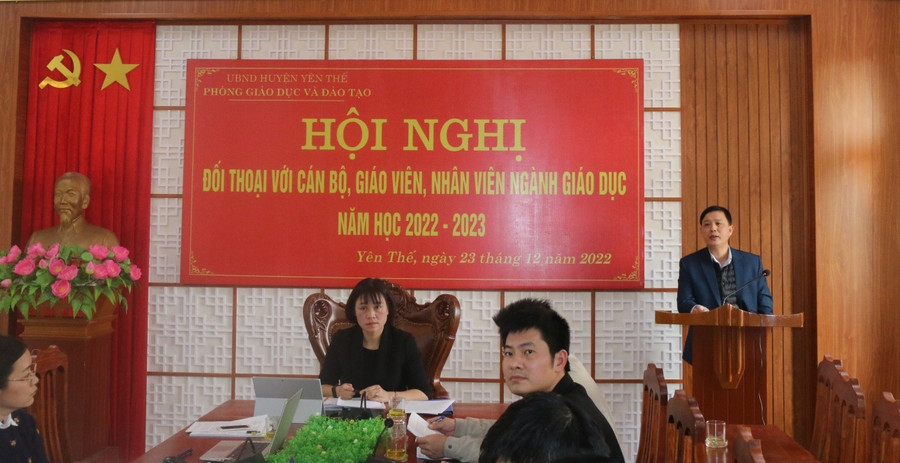 UBND HUYỆN YÊN THẾ
PHÒNG GIÁO DỤC VÀ ĐÀO TẠO
HỘI NGHỊ
ĐỐI THOẠI VỚI CÁN BỘ, GIÁO VIÊN, NHÂN VIÊN NGÀNH GIÁO DỤC
NĂM HỌC 2022 - 2023
Yên Thế, ngày 23 tháng 12 năm 2022